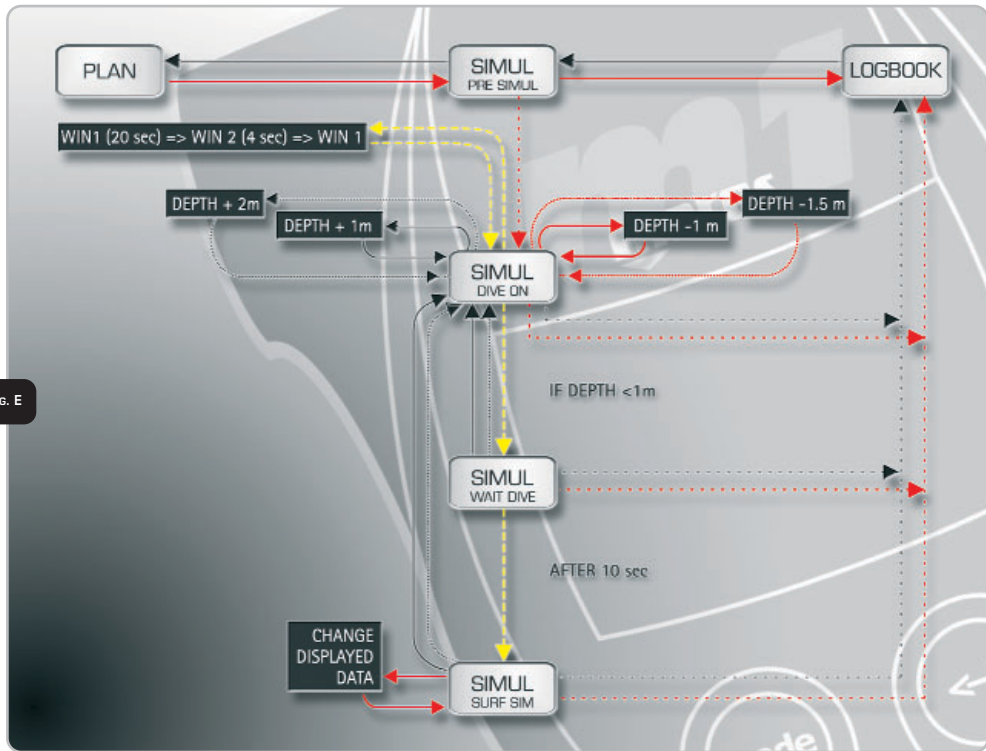 PLAN
SIMUL
PRE SIMUL
LOGBOOK
m1
WIN1 (20 sec) => WIN 2 (4 sec) => WIN 1
DEPTH + 2m
DEPTH -1.5 m
DEPTH + 1m
DEPTH -1 m
SIMUL
DIVE ON
G. E
IF DEPTH <1m
SIMUL
WAIT DIVE
AFTER 10 sec
CHANGE
DISPLAYED
DATA
SIMUL
SURF SIM
de